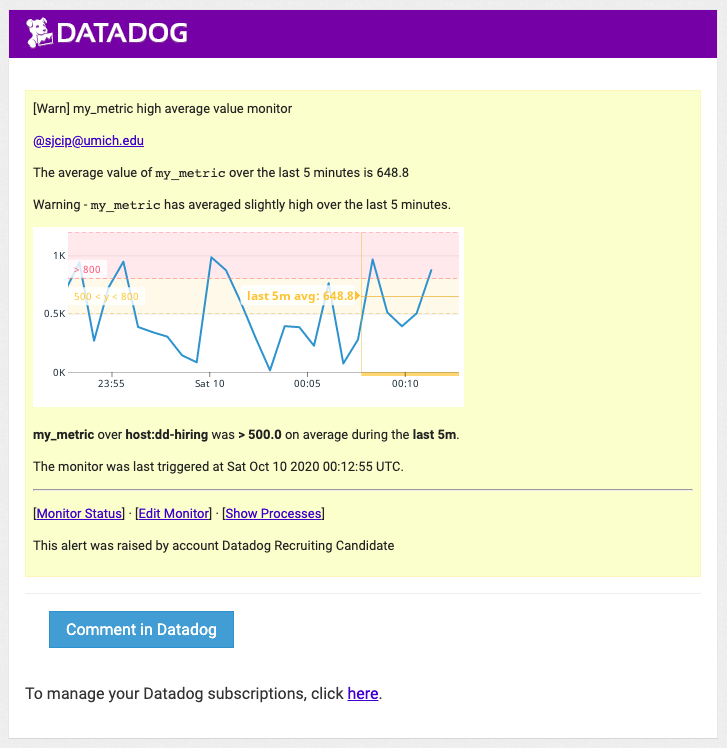 DATADOG
[Warn] my_metric high average value monitor
@sjcip@umich.edu
The average value of my_metric over the last 5 minutes is 648.8
Warning - my_metric has averaged slightly high over the last 5 minutes.
1K
> 800
500 < y < 800
last 5m avg: 648.8
0.5K
0K
23:55 Sat 10 00:05 00:10
my_metric over host:dd-hiring was > 500.0 on average during the last 5m.
The monitor was last triggered at Sat Oct 10 2020 00:12:55 UTC.
[Monitor Status] · [Edit Monitor] · [Show Processes]
This alert was raised by account Datadog Recruiting Candidate
Comment in Datadog
To manage your Datadog subscriptions, click here.